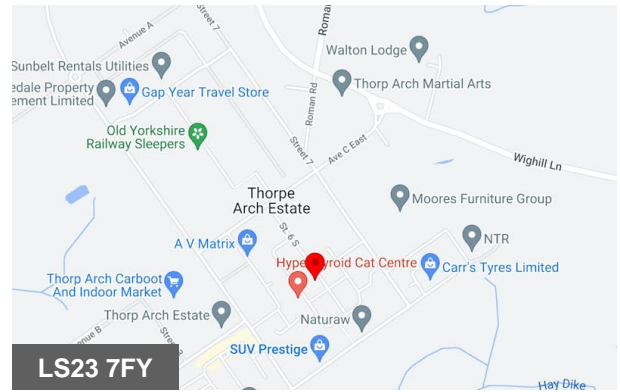 Avenue A
Street 7
Roman
Walton Lodge
Sunbelt Rentals Utilities
edale Property
ement Limited
Gap Year Travel Store
Thorp Arch Martial Arts
Roman Rd
Old Yorkshire
Railway Sleepers
Street 7
Ave C East
Wighill Ln
Thorpe
Arch Estate
St. 6 S
Moores Furniture Group
A V Matrix
NTR
Hype yroid Cat Centre
Carr's Tyres Limited
Thorp Arch Carboot
And Indoor Market
Thorp Arch Estate
Naturaw
Avenue B
Street
SUV Prestige
LS23 7FY
Hay Dike